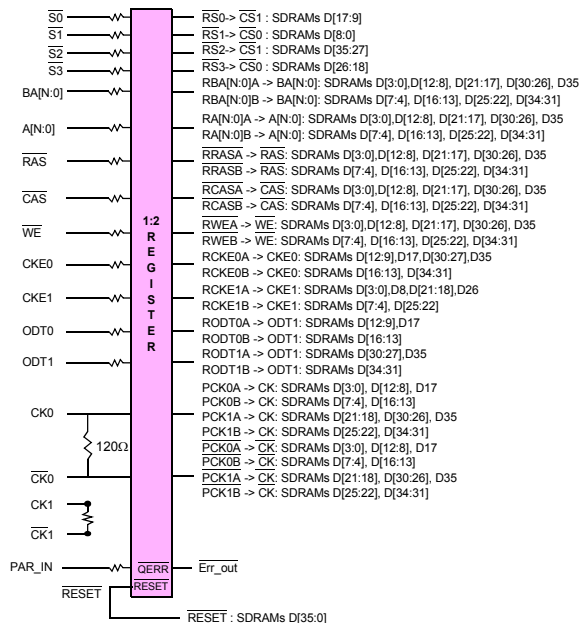 S0
S1
S2
S3
BA[N:0]
A[N:0]
RAS
CAS
WE
CKE0
CKE1
ODT0
ODT1
CK0
120Ω
CK0
CK1
CK1
PAR_IN
RESET
1:2
R
E
G
I
S
T
E
R
QERR
RESET
RS0-> CS1 : SDRAMs D[17:9]
RS1-> CS0 : SDRAMs D[8:0]
RS2-> CS1 : SDRAMs D[35:27]
RS3-> CS0 : SDRAMs D[26:18]
RBA[N:0]A -> BA[N:0]: SDRAMs D[3:0],D[12:8], D[21:17], D[30:26], D35
RBA[N:0]B -> BA[N:0]: SDRAMs D[7:4], D[16:13], D[25:22], D[34:31]
RA[N:0]A -> A[N:0]: SDRAMs D[3:0],D[12:8], D[21:17], D[30:26], D35
RA[N:0]B -> A[N:0]: SDRAMs D[7:4], D[16:13], D[25:22], D[34:31]
RRASA -> RAS: SDRAMs D[3:0],D[12:8], D[21:17], D[30:26], D35
RRASB -> RAS: SDRAMs D[7:4], D[16:13], D[25:22], D[34:31]
RCASA -> CAS: SDRAMs D[3:0],D[12:8], D[21:17], D[30:26], D35
RCASB -> CAS: SDRAMs D[7:4], D[16:13], D[25:22], D[34:31]
RWEA -> WE: SDRAMs D[3:0],D[12:8], D[21:17], D[30:26], D35
RWEB -> WE: SDRAMs D[7:4], D[16:13], D[25:22], D[34:31]
RCKE0A -> CKE0: SDRAMs D[12:9],D17,D[30:27],D35
RCKE0B -> CKE0: SDRAMs D[16:13], D[34:31]
RCKE1A -> CKE1: SDRAMs D[3:0],D8,D[21:18],D26
RCKE1B -> CKE1: SDRAMs D[7:4], D[25:22]
RODT0A -> ODT1: SDRAMs D[12:9],D17
RODT0B -> ODT1: SDRAMs D[16:13]
RODT1A -> ODT1: SDRAMs D[30:27],D35
RODT1B -> ODT1: SDRAMs D[34:31]
PCK0A -> CK: SDRAMs D[3:0], D[12:8], D17
PCK0B -> CK: SDRAMs D[7:4], D[16:13]
PCK1A -> CK: SDRAMs D[21:18], D[30:26], D35
PCK1B -> CK: SDRAMs D[25:22], D[34:31]
PCK0A -> CK: SDRAMs D[3:0], D[12:8], D17
PCK0B -> CK: SDRAMs D[7:4], D[16:13]
PCK1A -> CK: SDRAMs D[21:18], D[30:26], D35
PCK1B -> CK: SDRAMs D[25:22], D[34:31]
Err_out
RESET : SDRAMs D[35:0]